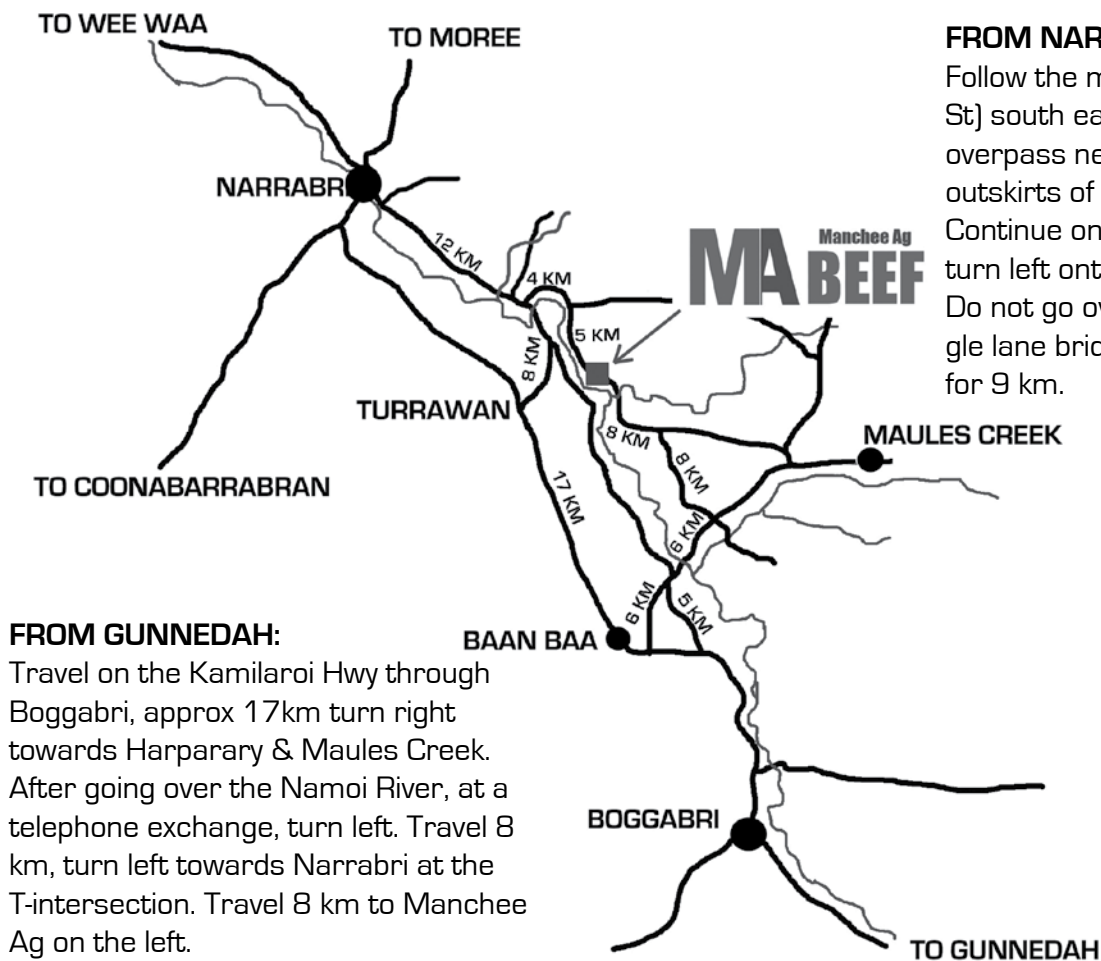 TO WEE WAA
TO MOREE
NARRABRI
12 KM
4 KM
5 KM
8 KM
Manchee Ag
MA BEEF
TURRAWAN
TO COONABARRABRAN
17 KM
8 KM
8 KM
MAULES CREEK
6 KM
6 KM
5 KM
BAAN BAA
BOGGABRI
TO GUNNEDAH
FROM NAR
Follow the m
St) south ea
overpass ne
outskirts of
Continue on
turn left ont
Do not go ov
gle lane brid
for 9 km.
FROM GUNNEDAH:
Travel on the Kamilaroi Hwy through
Boggabri, approx 17km turn right
towards Harparary & Maules Creek.
After going over the Namoi River, at a
telephone exchange, turn left. Travel 8
km, turn left towards Narrabri at the
T-intersection. Travel 8 km to Manchee
Ag on the left.